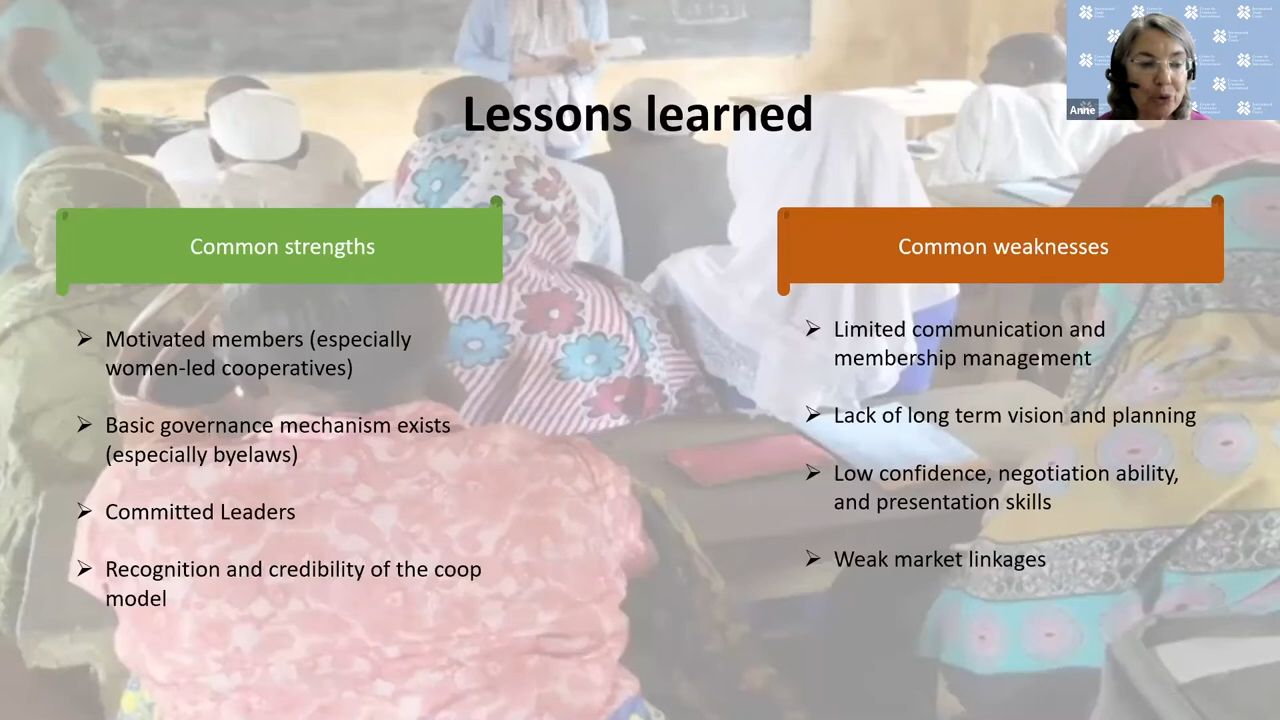 Lessons learned
Anne
Common strengths
Motivated members (especially
women-led cooperatives)
Basic governance mechanism exists
(especially byelaws)
Committed Leaders
Recognition and credibility of the coop
model
Common weaknesses
Limited communication and
membership management
Lack of long term vision and planning
Low confidence, negotiation ability,
and presentation skills
Weak market linkages